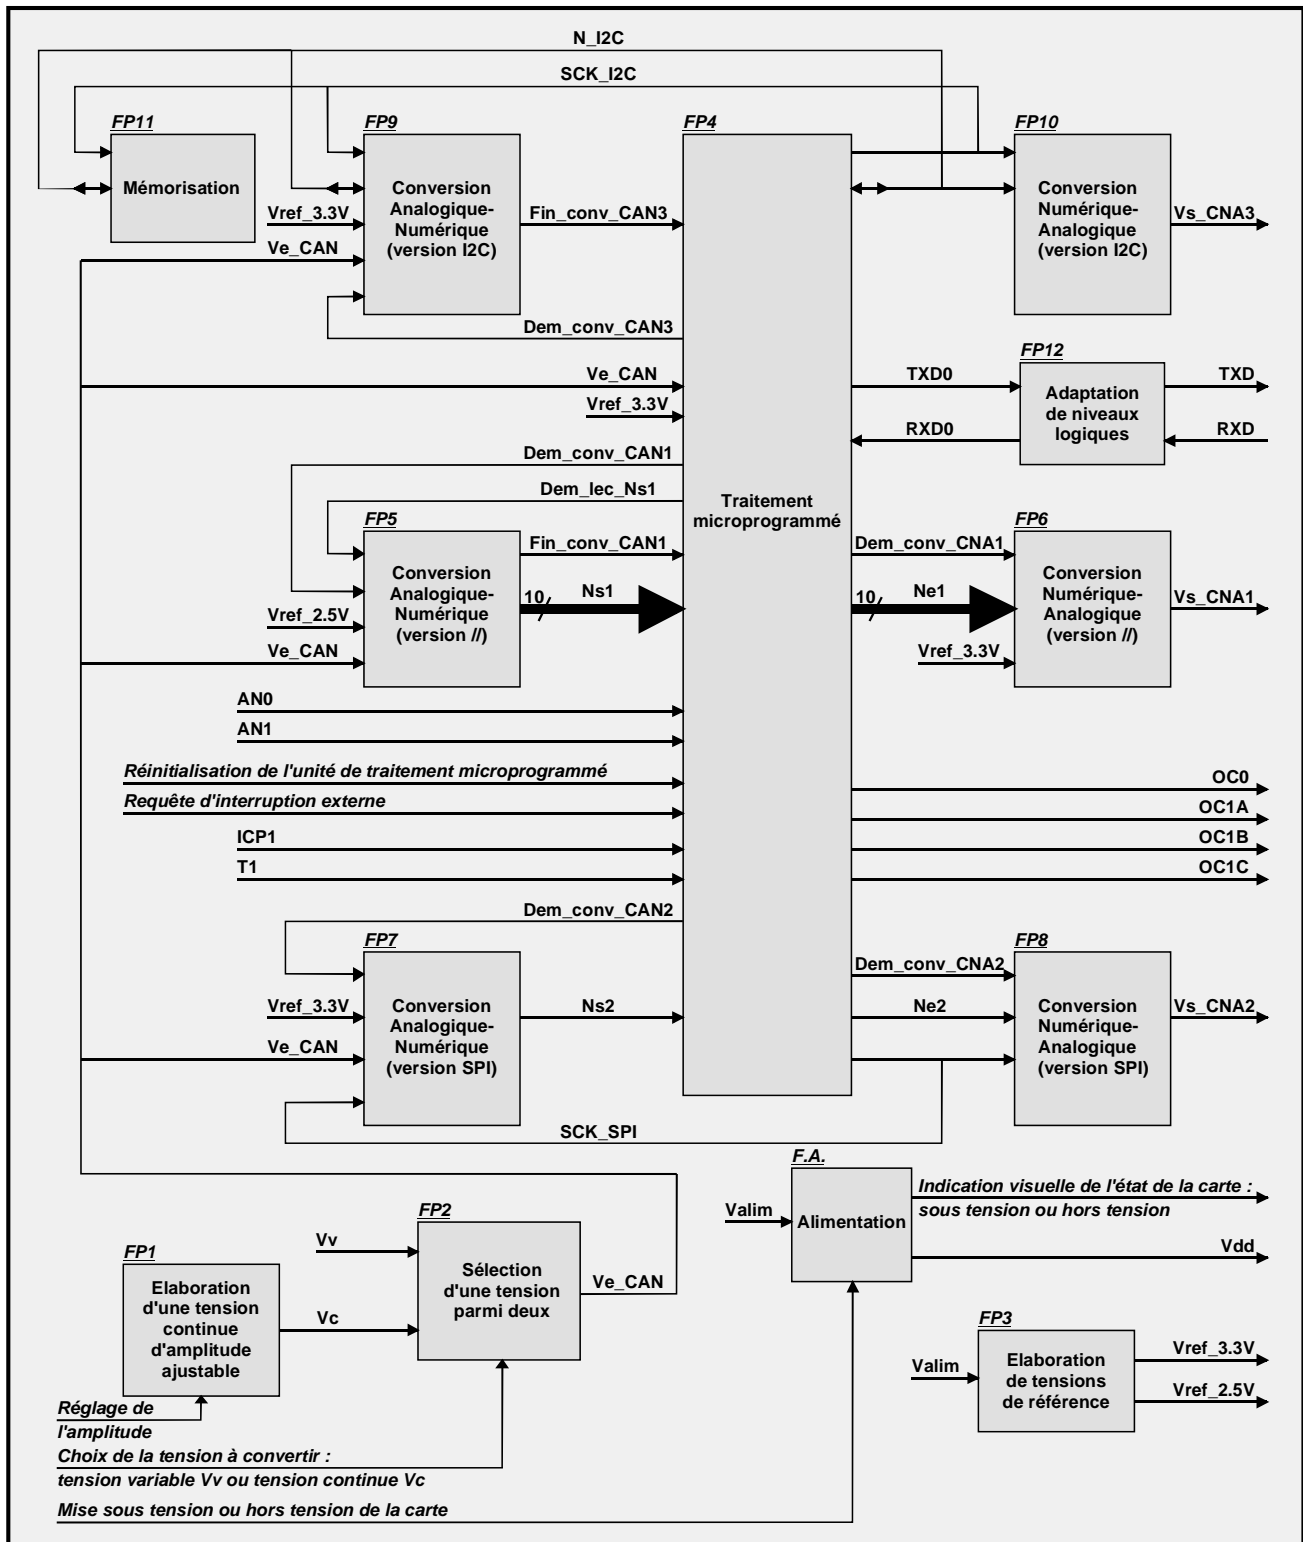 N_I2C
SCK_I2C
FP11
FP9
FP4
FP10
Mémorisation
Conversion
Analogique-
Numérique
(version I2C)
Vref_3.3V
Ve_CAN
Fin_conv_CAN3
Dem_conv_CAN3
Conversion
Numérique-
Analogique
(version I2C)
Vs_CNA3
Ve_CAN
Vref_3.3V
FP12
TXD0
RXD0
Adaptation
de niveaux
logiques
TXD
RXD
Dem_conv_CAN1
Dem_lec_Ns1
Traitement
microprogrammé
FP5
Conversion
Analogique-
Numérique
(version //)
Vref_2.5V
Ve_CAN
Fin_conv_CAN1
10
Ns1
Dem_conv_CNA1
10
Ne1
Vref_3.3V
FP6
Conversion
Numérique-
Analogique
(version //)
Vs_CNA1
AN0
AN1
Réinitialisation de l'unité de traitement microprogrammé
Requête d'interruption externe
ICP1
T1
OC0
OC1A
OC1B
OC1C
Dem_conv_CAN2
FP7
Conversion
Analogique-
Numérique
(version SPI)
Vref_3.3V
Ve_CAN
Ns2
Dem_conv_CNA2
Ne2
FP8
Conversion
Numérique-
Analogique
(version SPI)
Vs_CNA2
SCK_SPI
F.A.
Valim
Alimentation
Indication visuelle de l'état de la carte :
sous tension ou hors tension
Vdd
FP2
Vv
Sélection
d'une tension
parmi deux
Ve_CAN
FP1
Elaboration
d'une tension
continue
d'amplitude
ajustable
Vc
FP3
Valim
Elaboration
de tensions
de référence
Vref_3.3V
Vref_2.5V
Réglage de
l'amplitude
Choix de la tension à convertir :
tension variable Vv ou tension continue Vc
Mise sous tension ou hors tension de la carte